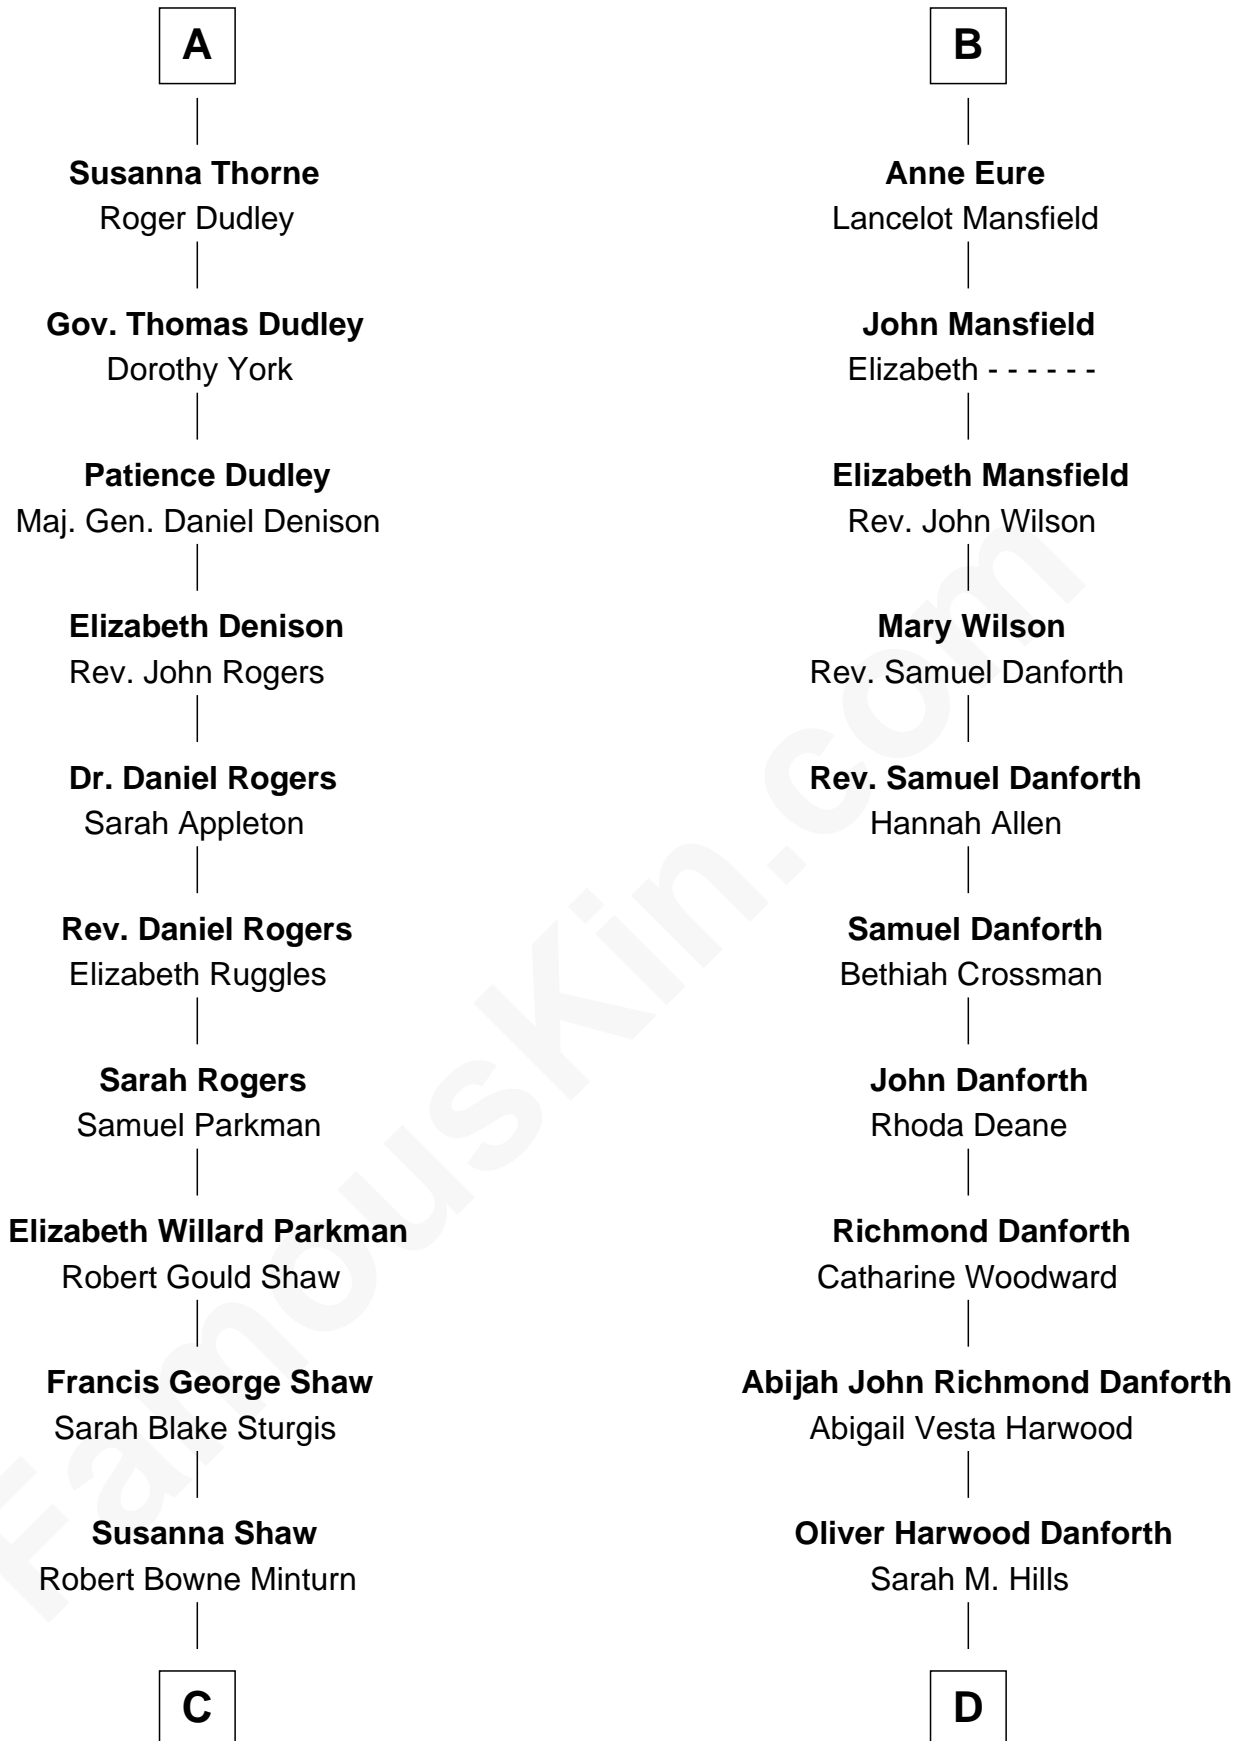 A
Susanna Thorne
Roger Dudley
Gov. Thomas Dudley
Dorothy York
Patience Dudley
Maj. Gen. Daniel Denison
Elizabeth Denison
Rev. John Rogers
Dr. Daniel Rogers
Sarah Appleton
Rev. Daniel Rogers
Elizabeth Ruggles
Sarah Rogers
Samuel Parkman
Elizabeth Willard Parkman
Robert Gould Shaw
Francis George Shaw
Sarah Blake Sturgis
Susanna Shaw
Robert Bowne Minturn
C
B
Anne Eure
Lancelot Mansfield
John Mansfield
Elizabeth - - - - - -
Elizabeth Mansfield
Rev. John Wilson
Mary Wilson
Rev. Samuel Danforth
Rev. Samuel Danforth
Hannah Allen
Samuel Danforth
Bethiah Crossman
John Danforth
Rhoda Deane
Richmond Danforth
Catharine Woodward
Abijah John Richmond Danforth
Abigail Vesta Harwood
Oliver Harwood Danforth
Sarah M. Hills
D
FamousKin.com